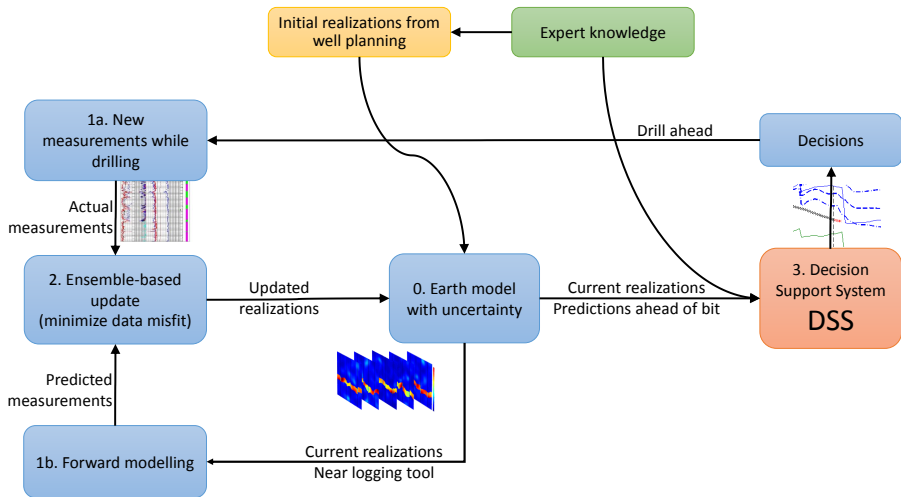 Initial realizations from
well planning
Expert knowledge
1a. New
measurements while
drilling
Drill ahead
Decisions
Actual
measurements
2. Ensemble-based
update
(minimize data misfit)
Updated
realizations
0. Earth model
with uncertainty
Current realizations
Predictions ahead of bit
3. Decision
Support System
DSS
Predicted
measurements
1b. Forward modelling
Current realizations
Near logging tool